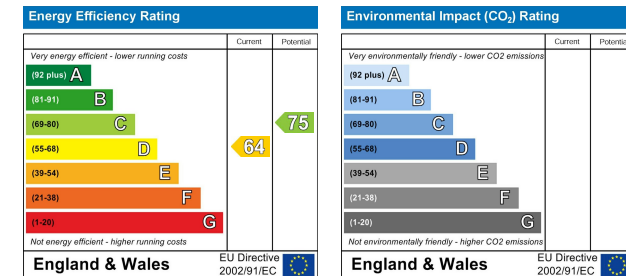 Energy Efficiency Rating
Current Potential
Very energy efficient - lower running costs
(92 plus) A
(81-91) B
(69-80) C 75
(55-68) D 64
(39-54) E
(21-38) F
(1-20) G
Not energy efficient - higher running costs
England & Wales
EU Directive
2002/91/EC
Environmental Impact (CO₂) Rating
Current Potential
Very environmentally friendly - lower CO2 emissions
(92 plus) A
(81-91) B
(69-80) C
(55-68) D
(39-54) E
(21-38) F
(1-20) G
Not environmentally friendly - higher CO2 emissions
England & Wales
EU Directive
2002/91/EC